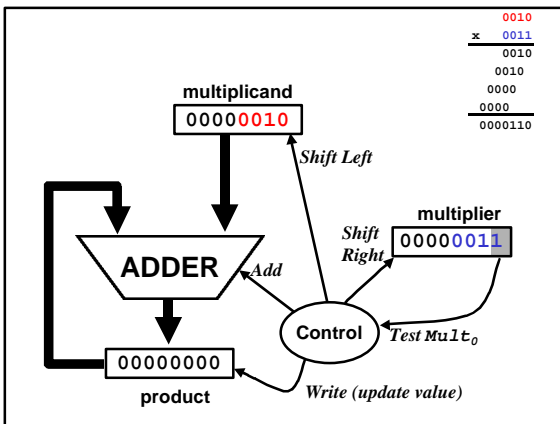 0010
x 0011
0010
0010
0000
0000
0000110
multiplicand
00000010
Shift Left
multiplier
Shift
Right
00000011
ADDER
Add
Control
Test Mult0
00000000
product
Write (update value)